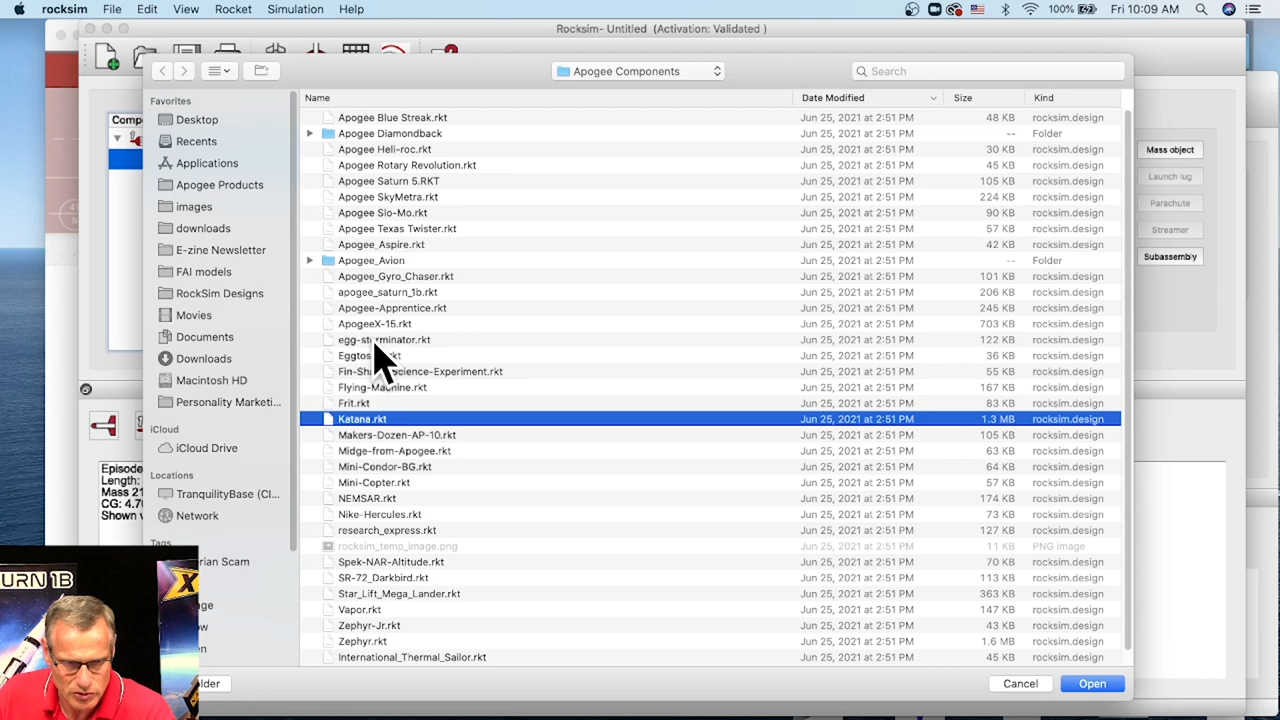 rocksim File Edit View Rocket Simulation Help 100% Fri 10:09 AM
Rocksim- Untitled (Activation: Validated )
Apogee Components
Search
Name Date Modified Size Kind
Favorites
Desktop
Recents
Applications
Apogee Products
images
downloads
E-zine Newsletter
FAI models
RockSim Designs
Movies
Documents
Downloads
Macintosh HD
Personality Marketi...
iCloud
iCloud Drive
Locations
TranquilityBase (Cl...
Network
Tags
Apogee Blue Streak.rkt Jun 25, 2021 at 2:51 PM 48 KB rocksim.design
Apogee Diamondback Jun 25, 2021 at 2:51 PM -- Folder
Apogee Heli-roc.rkt Jun 25, 2021 at 2:51 PM 30 KB rocksim.design
Apogee Rotary Revolution.rkt Jun 25, 2021 at 2:51 PM 45 KB rocksim.design
Apogee Saturn 5.RKT Jun 25, 2021 at 2:51 PM 105 KB rocksim.design
Apogee SkyMetra.rkt Jun 25, 2021 at 2:51 PM 224 KB rocksim.design
Apogee Slo-Mo.rkt Jun 25, 2021 at 2:51 PM 90 KB rocksim.design
Apogee Texas Twister.rkt Jun 25, 2021 at 2:51 PM 57 KB rocksim.design
Apogee_Aspire.rkt Jun 25, 2021 at 2:51 PM 42 KB rocksim.design
Apogee_Avion Jun 25, 2021 at 2:51 PM -- Folder
Apogee_Gyro_Chaser.rkt Jun 25, 2021 at 2:51 PM 101 KB rocksim.design
apogee_saturn_1b.rkt Jun 25, 2021 at 2:51 PM 206 KB rocksim.design
Apogee-Apprentice.rkt Jun 25, 2021 at 2:51 PM 245 KB rocksim.design
ApogeeX-15.rkt Jun 25, 2021 at 2:51 PM 703 KB rocksim.design
egg-storminator.rkt Jun 25, 2021 at 2:51 PM 122 KB rocksim.design
Jun 25, 2021 at 2:51 PM 36 KB rocksim.design
Jun 25, 2021 at 2:51 PM 45 KB rocksim.design
Flying-Machine.rkt Jun 25, 2021 at 2:51 PM 167 KB rocksim.design
Frit.rkt Jun 25, 2021 at 2:51 PM 83 KB rocksim.design
Katana.rkt Jun 25, 2021 at 2:51 PM 1.3 MB rocksim.design
Makers-Dozen-AP-10.rkt Jun 25, 2021 at 2:51 PM 105 KB rocksim.design
Midge-from-Apogee.rkt Jun 25, 2021 at 2:51 PM 63 KB rocksim.design
Mini-Condor-BG.rkt Jun 25, 2021 at 2:51 PM 64 KB rocksim.design
Mini-Copter.rkt Jun 25, 2021 at 2:51 PM 57 KB rocksim.design
NEMSAR.rkt Jun 25, 2021 at 2:51 PM 174 KB rocksim.design
Nike-Hercules.rkt Jun 25, 2021 at 2:51 PM 73 KB rocksim.design
research_express.rkt Jun 25, 2021 at 2:51 PM 127 KB rocksim.design
rocksim_temp_image.png Jun 25, 2021 at 2:51 PM 11 KB PNG image
Spek-NAR-Altitude.rkt Jun 25, 2021 at 2:51 PM 70 KB rocksim.design
SR-72_Darkbird.rkt Jun 25, 2021 at 2:51 PM 113 KB rocksim.design
Star_Lift_Mega_Lander.rkt Jun 25, 2021 at 2:51 PM 363 KB rocksim.design
Vapor.rkt Jun 25, 2021 at 2:51 PM 147 KB rocksim.design
Zephyr-Jr.rkt Jun 25, 2021 at 2:51 PM 43 KB rocksim.design
Zephyr.rkt Jun 25, 2021 at 2:51 PM 1.6 MB rocksim.design
International_Thermal_Sailor.rkt Jun 25, 2021 at 2:51 PM 45 KB rocksim.design
Cancel Open
Mass object
Launch lug
Parachute
Streamer
Subassembly
Comp
Episode
Length:
Mass 21
CG: 4.70
Shown w
URN 1B
X